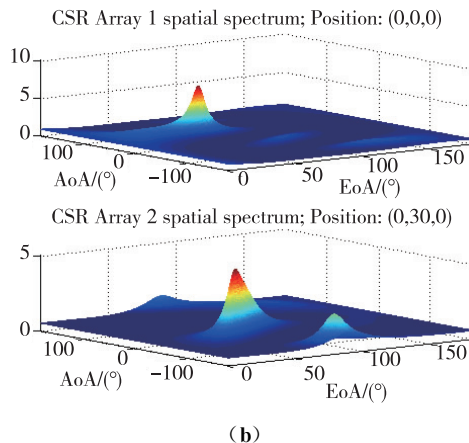 CSR Array 1 spatial spectrum; Position: (0,0,0)
10
5
0
100
0
−100
AoA/(°)
0
50
100
150
EoA/(°)
CSR Array 2 spatial spectrum; Position: (0,30,0)
5
0
100
0
−100
AoA/(°)
0
50
100
150
EoA/(°)
(b)